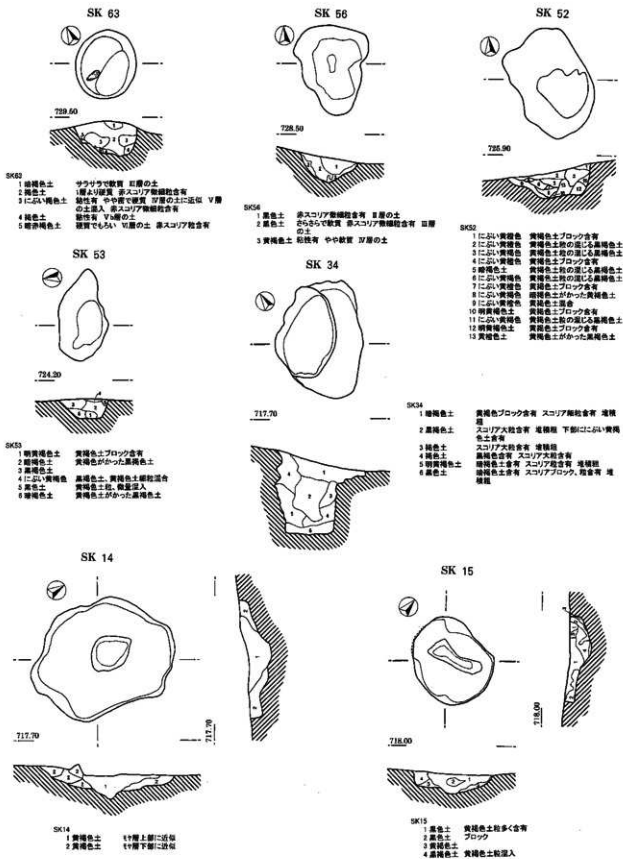 SK 63
729.60
SK63
1 暗褐色土 サラサラで軟質 Ⅲ層の土
2 褐色土 1層より硬質 赤スコリア微細粒含有
3 にぶい褐色土 粘性有 やや密で硬質 Ⅳ層の土に近似 Ⅴ層
の土混入 赤スコリア微細粒含有
4 褐色土 粘性有 Ⅴb層の土
5 暗赤褐色土 硬質でもろい Ⅵ層の土 赤スコリア粒含有
SK 56
728.50
SK56
1 黒色土 赤スコリア微細粒含有 Ⅱ層の土
2 黒色土 さらさらで軟質 赤スコリア微細粒含有 Ⅲ層
の土
3 黄褐色土 粘性有 やや軟質 Ⅳ層の土
SK 52
725.90
SK52
1 にぶい黄橙色 黄褐色土ブロック含有
2 にぶい黄橙色 黄褐色土粒の混じる黒褐色土
3 にぶい黄橙色 黄褐色土粒の混じる黒褐色土
4 にぶい黄橙色 黄褐色土ブロック含有
5 暗褐色土 黄褐色土粒の混じる黒褐色土
6 にぶい黄褐色 黄褐色土粒の混じる黒褐色土
7 にぶい黄橙色 黄褐色土ブロック含有
8 にぶい黄褐色 暗褐色土がかった黄褐色土
9 にぶい黄橙色 黄褐色土混合
10 明黄褐色土 黄褐色土ブロック含有
11 にぶい黄褐色 黄褐色土粒の混じる黒褐色土
12 明黄褐色土 黄褐色土ブロック含有
13 黄橙色土 黄褐色土がかった黒褐色土
SK 53
724.20
SK53
1 明黄褐色土 黄褐色土ブロック含有
2 暗褐色土 黄褐色がかった黒褐色土
3 黒褐色土
4 にぶい黄褐色 黒褐色土、黄褐色土細粒混合
5 黒色土 黄褐色土粒、微量混入
6 暗褐色土 黄褐色土がかった黒褐色土
SK 34
717.70
SK34
1 暗褐色土 黄褐色ブロック含有 スコリア細粒含有 堆積
粗
2 黒褐色土 スコリア大粒含有 堆積粗 下部ににぶい黄褐
色土含有
3 褐色土 スコリア大粒含有 堆積粗
4 褐色土 黒褐色含有 スコリア大粒含有
5 明黄褐色土 暗褐色土含有 スコリア粒含有 堆積粗
6 黒色土 暗褐色土含有 スコリアブロック、粒含有 堆
積粗
SK 14
717.70
717.70
SK14
1 黄褐色土 モヤ層上部に近似
2 黄褐色土 モヤ層下部に近似
SK 15
718.00
718.00
SK15
1 黒色土 黄褐色土粒多く含有
2 黒色土 ブロック
3 黄褐色土
4 黒褐色土 黄褐色土粒混入